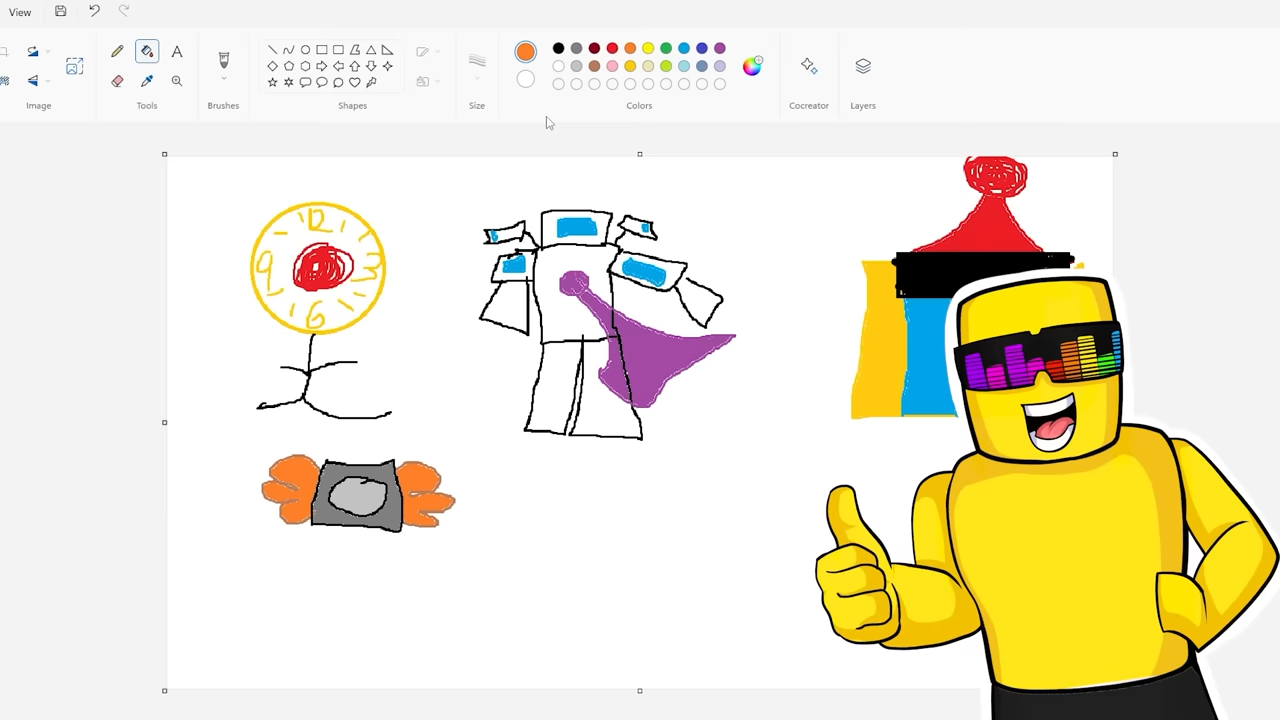 View
Image
Tools
Brushes
Shapes
Size
Colors
Cocreator
Layers
A
12
9
3
6